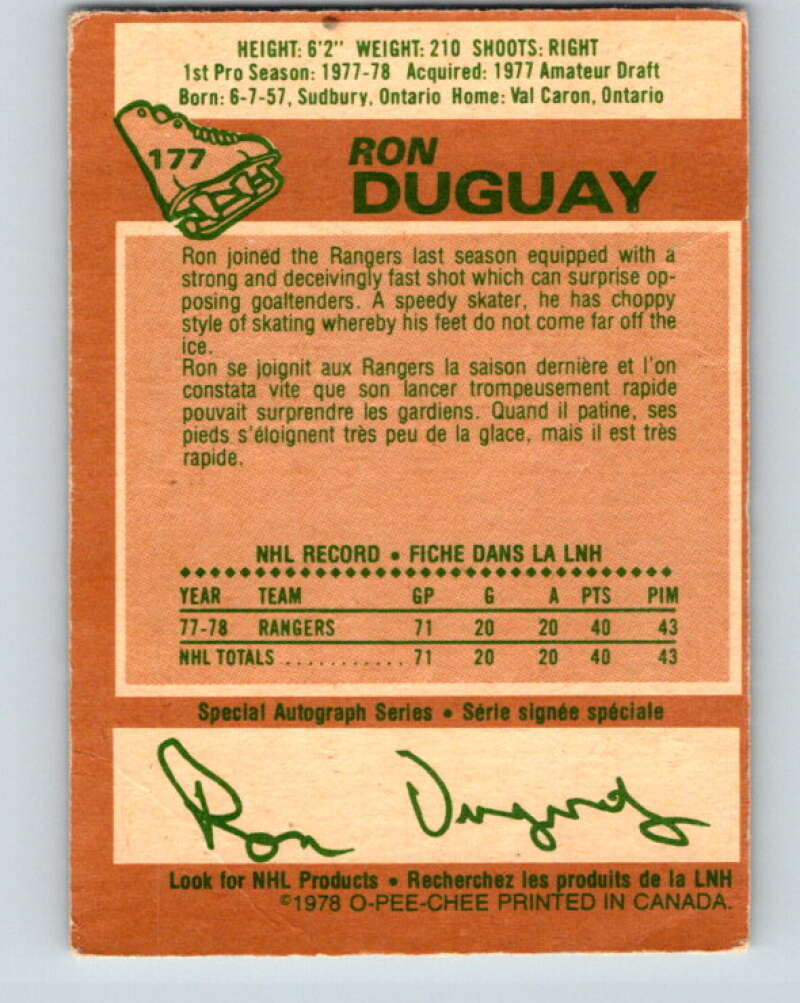 HEIGHT: 6'2" WEIGHT: 210 SHOOTS: RIGHT
1st Pro Season: 1977-78 Acquired: 1977 Amateur Draft
Born: 6-7-57, Sudbury, Ontario Home: Val Caron, Ontario
177
RON
DUGUAY
Ron joined the Rangers last season equipped with a
strong and deceivingly fast shot which can surprise op-
posing goaltenders. A speedy skater, he has choppy
style of skating whereby his feet do not come far off the
ice.
Ron se joignit aux Rangers la saison dernière et l'on
constata vite que son lancer trompeusement rapide
pouvait surprendre les gardiens. Quand il patine, ses
pieds s'éloignent très peu de la glace, mais il est très
rapide.
NHL RECORD • FICHE DANS LA LNH
YEAR TEAM GP G A PTS PIM
77-78 RANGERS 71 20 20 40 43
NHL TOTALS ........... 71 20 20 40 43
Special Autograph Series • Série signée spéciale
Ron Duguay
Look for NHL Products • Recherchez les produits de la LNH
©1978 O-PEE-CHEE PRINTED IN CANADA.